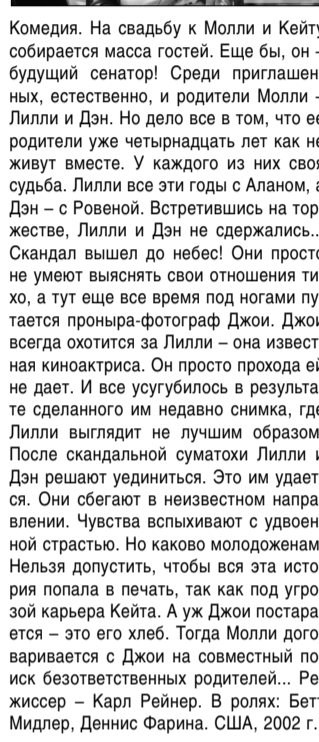 Комедия. На свадьбу к Молли и Кейту
собирается масса гостей. Еще бы, он -
будущий сенатор! Среди приглашен
ных, естественно, и родители Молли -
Лилли и Дэн. Но дело все в том, что ее
родители уже четырнадцать лет как не
живут вместе. У каждого из них своя
судьба. Лилли все эти годы с Аланом, а
Дэн – с Ровеной. Встретившись на тор
жестве, Лилли и Дэн не сдержались..
Скандал вышел до небес! Они просто
не умеют выяснять свои отношения ти
хо, а тут еще все время под ногами пу
тается проныра-фотограф Джои. Джои
всегда охотится за Лилли – она извест
ная киноактриса. Он просто прохода ей
не дает. И все усугубилось в результа
те сделанного им недавно снимка, где
Лилли выглядит не лучшим образом
После скандальной суматохи Лилли и
Дэн решают уединиться. Это им удает
ся. Они сбегают в неизвестном напра
влении. Чувства вспыхивают с удвоен
ной страстью. Но каково молодоженам
Нельзя допустить, чтобы вся эта исто
рия попала в печать, так как под угро
зой карьера Кейта. А уж Джои постара
ется – это его хлеб. Тогда Молли дого
варивается с Джои на совместный по
иск безответственных родителей... Ре
жиссер – Карл Рейнер. В ролях: Бетт
Мидлер, Деннис Фарина. США, 2002 г.